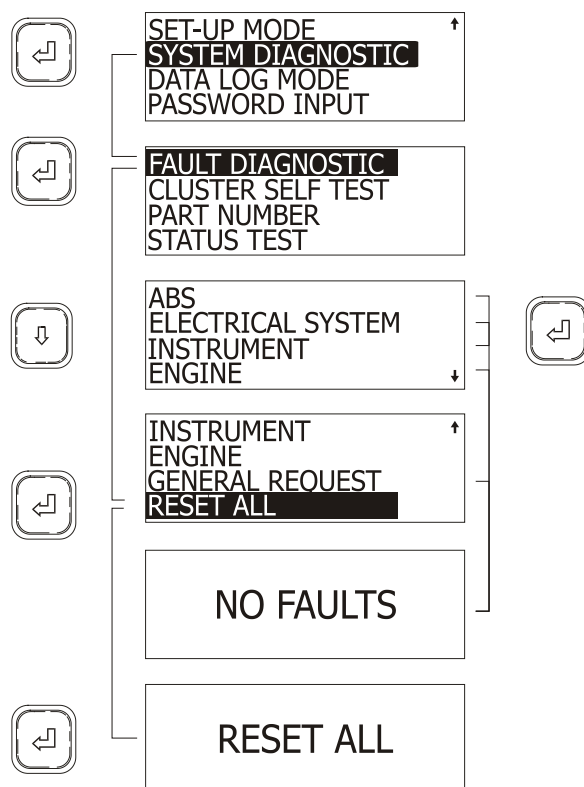 SET-UP MODE
SYSTEM DIAGNOSTIC
DATA LOG MODE
PASSWORD INPUT
FAULT DIAGNOSTIC
CLUSTER SELF TEST
PART NUMBER
STATUS TEST
ABS
ELECTRICAL SYSTEM
INSTRUMENT
ENGINE
INSTRUMENT
ENGINE
GENERAL REQUEST
RESET ALL
NO FAULTS
RESET ALL